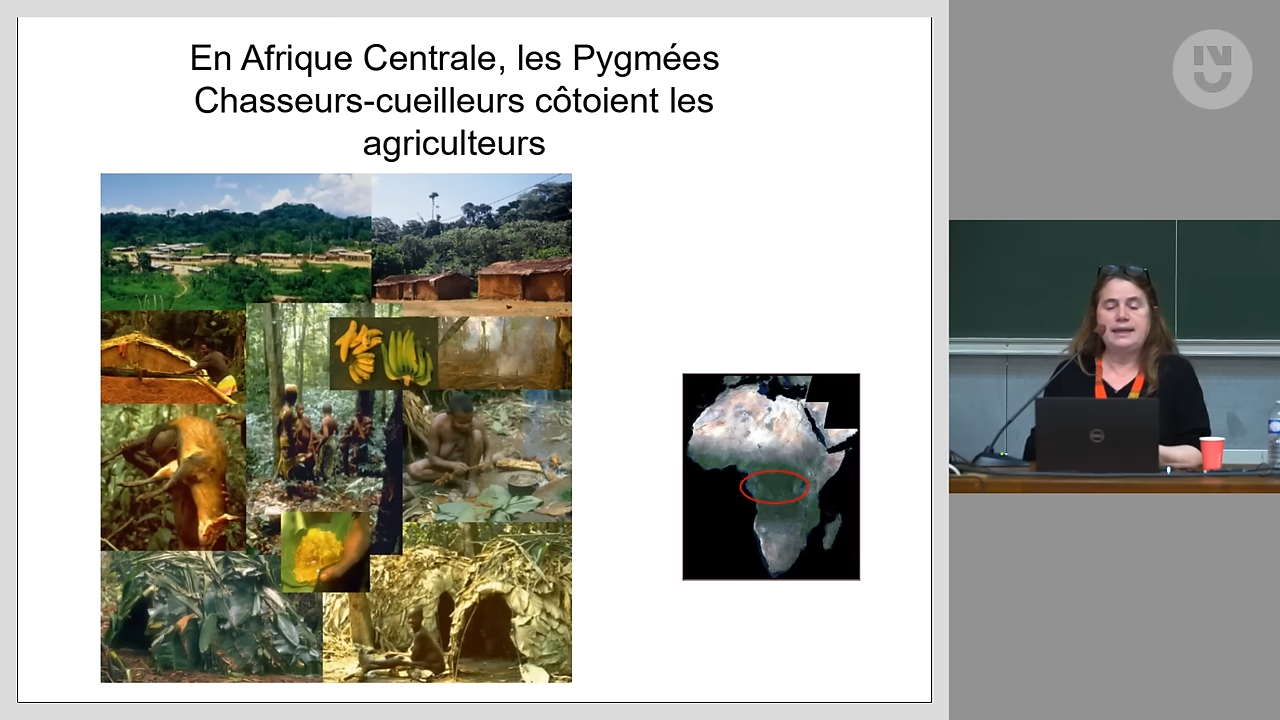 En Afrique Centrale, les Pygmées
Chasseurs-cueilleurs côtoient les
agriculteurs